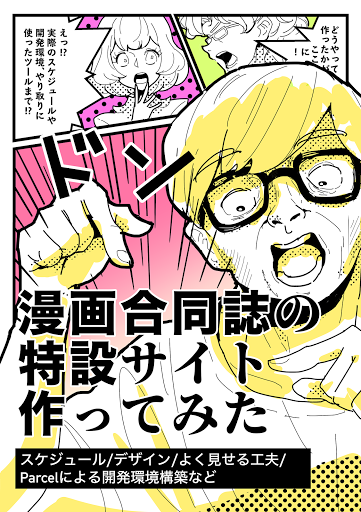 どうやって
作ったかが
ここに！
えっ!?
実際のスケジュールや
開発環境、やり取りに
使ったツールまで!?
ドン
漫画合同誌の
特設サイト
作ってみた
スケジュール/デザイン/よく見せる工夫/
Parcelによる開発環境構築など